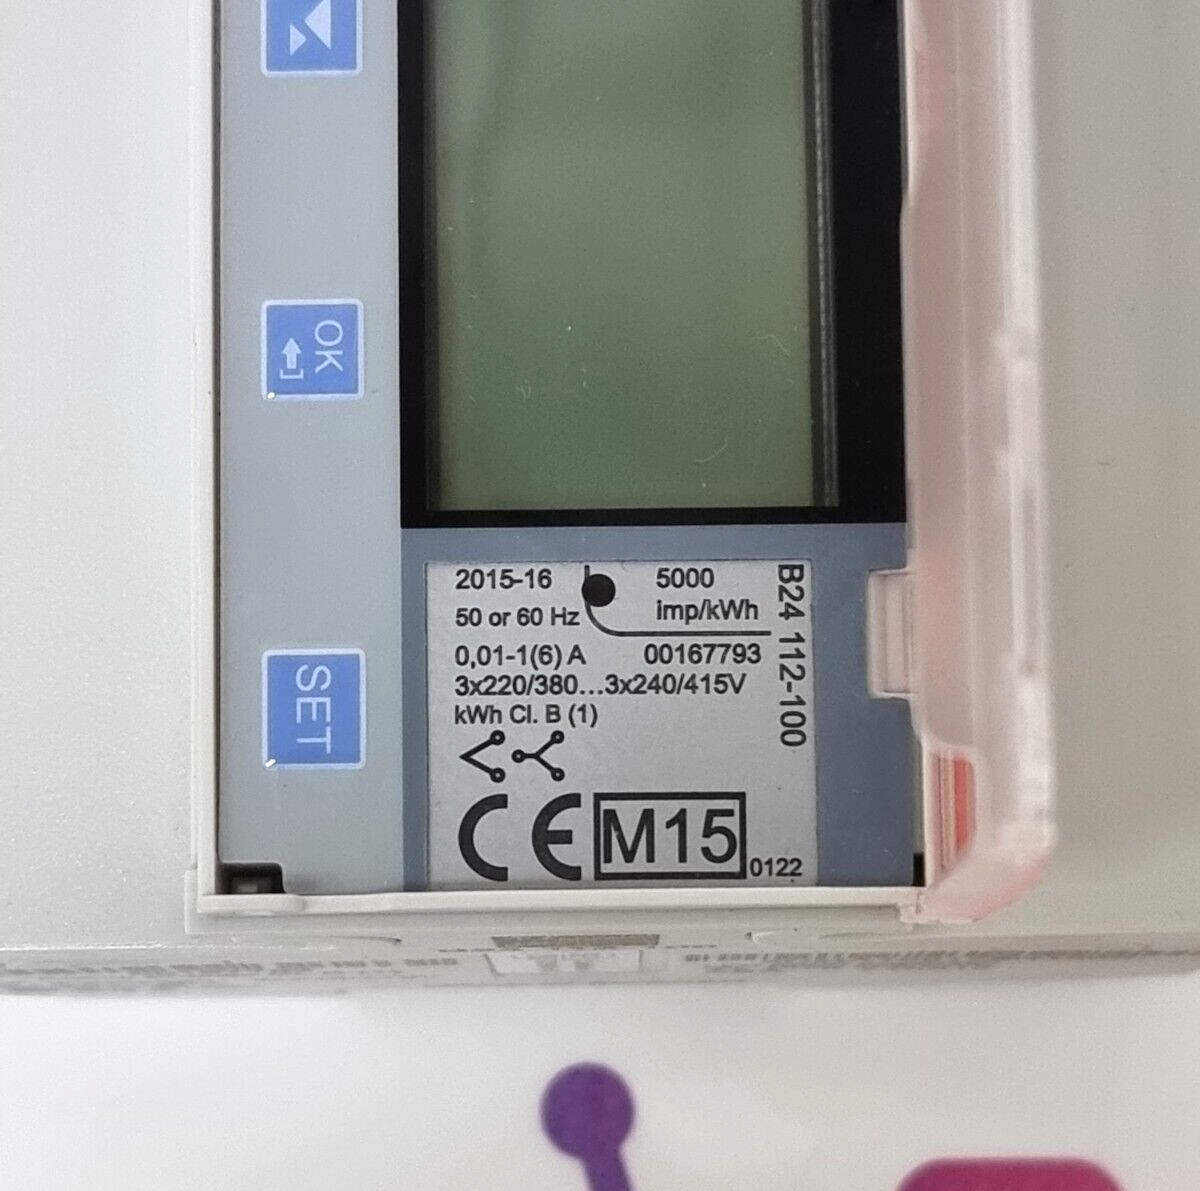 OK
SET
2015-16
5000
50 or 60 Hz
imp/kWh
0,01-1(6) A
00167793
3x220/380...3x240/415V
kWh Cl. B (1)
B24 112-100
CE M15 0122